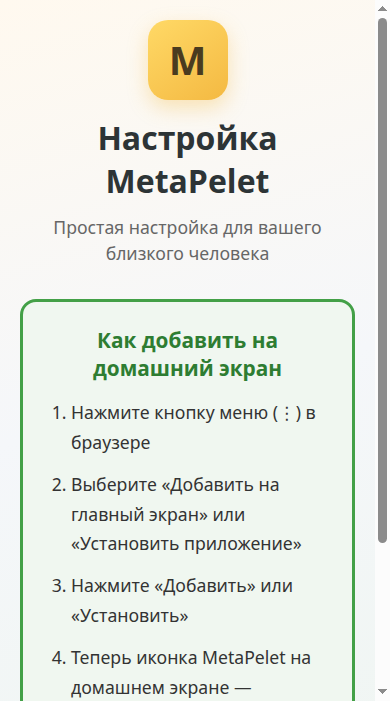 M
Настройка
MetaPelet
Простая настройка для вашего
близкого человека
Как добавить на
домашний экран
1. Нажмите кнопку меню (⋮) в
браузере
2. Выберите «Добавить на
главный экран» или
«Установить приложение»
3. Нажмите «Добавить» или
«Установить»
4. Теперь иконка MetaPelet на
домашнем экране —